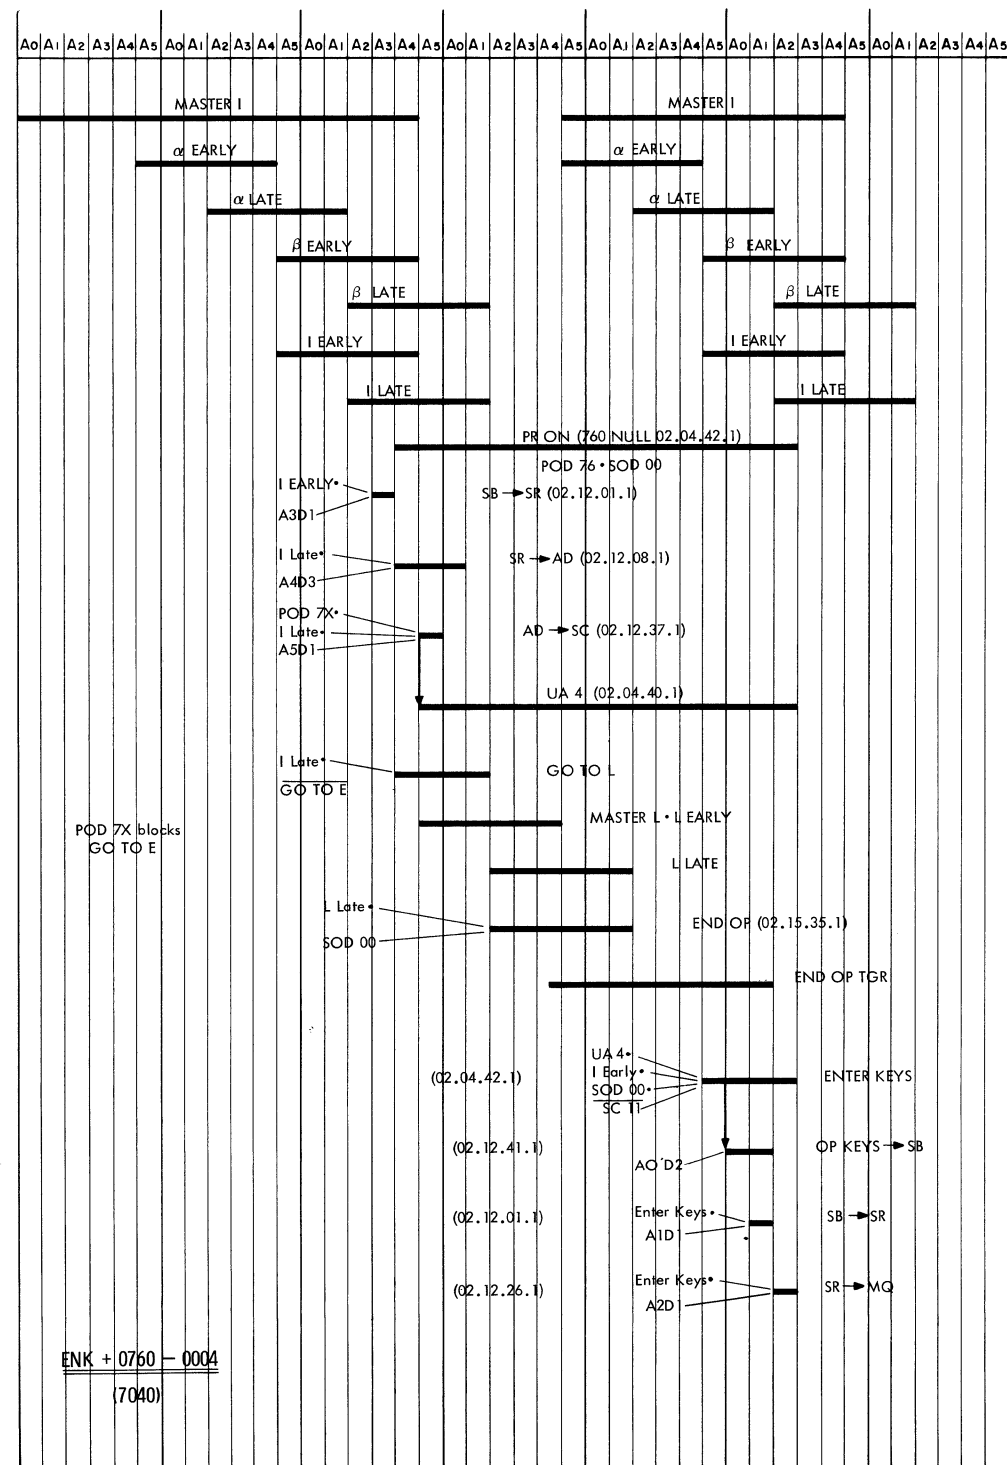 A0 A1 A2 A3 A4 A5 A0 A1 A2 A3 A4 A5 A0 A1 A2 A3 A4 A5 A0 A1 A2 A3 A4 A5 A0 A1 A2 A3 A4 A5 A0 A1 A2 A3 A4 A5 A0 A1 A2 A3 A4 A5
MASTER I MASTER I
α EARLY α EARLY
α LATE α LATE
β EARLY β EARLY
β LATE β LATE
I EARLY I EARLY
I LATE I LATE
PR ON (760 NULL 02.04.42.1)
POD 76 • SOD 00
I EARLY•
A3D1
SB → SR (02.12.01.1)
I Late•
A4D3
SR → AD (02.12.08.1)
POD 7X•
I Late•
A5D1
AD → SC (02.12.37.1)
UA 4 (02.04.40.1)
I Late•
GO TO E
GO TO L
MASTER L • L EARLY
POD 7X blocks
GO TO E
L LATE
L Late•
SOD 00
END OP (02.15.35.1)
END OP TGR
(02.04.42.1)
UA 4•
I Early•
SOD 00•
SC 11
ENTER KEYS
(02.12.41.1)
AO D2
OP KEYS → SB
(02.12.01.1)
Enter Keys•
A1D1
SB → SR
(02.12.26.1)
Enter Keys•
A2D1
SR → MQ
ENK + 0760 – 0004
(7040)